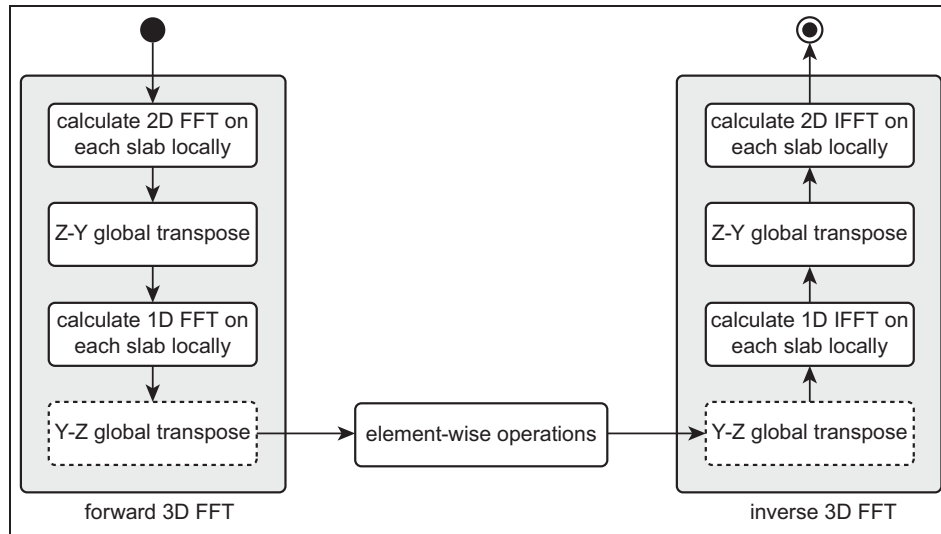 calculate 2D FFT on
each slab locally
Z-Y global transpose
calculate 1D FFT on
each slab locally
Y-Z global transpose
forward 3D FFT
element-wise operations
calculate 2D IFFT on
each slab locally
Z-Y global transpose
calculate 1D IFFT on
each slab locally
Y-Z global transpose
inverse 3D FFT